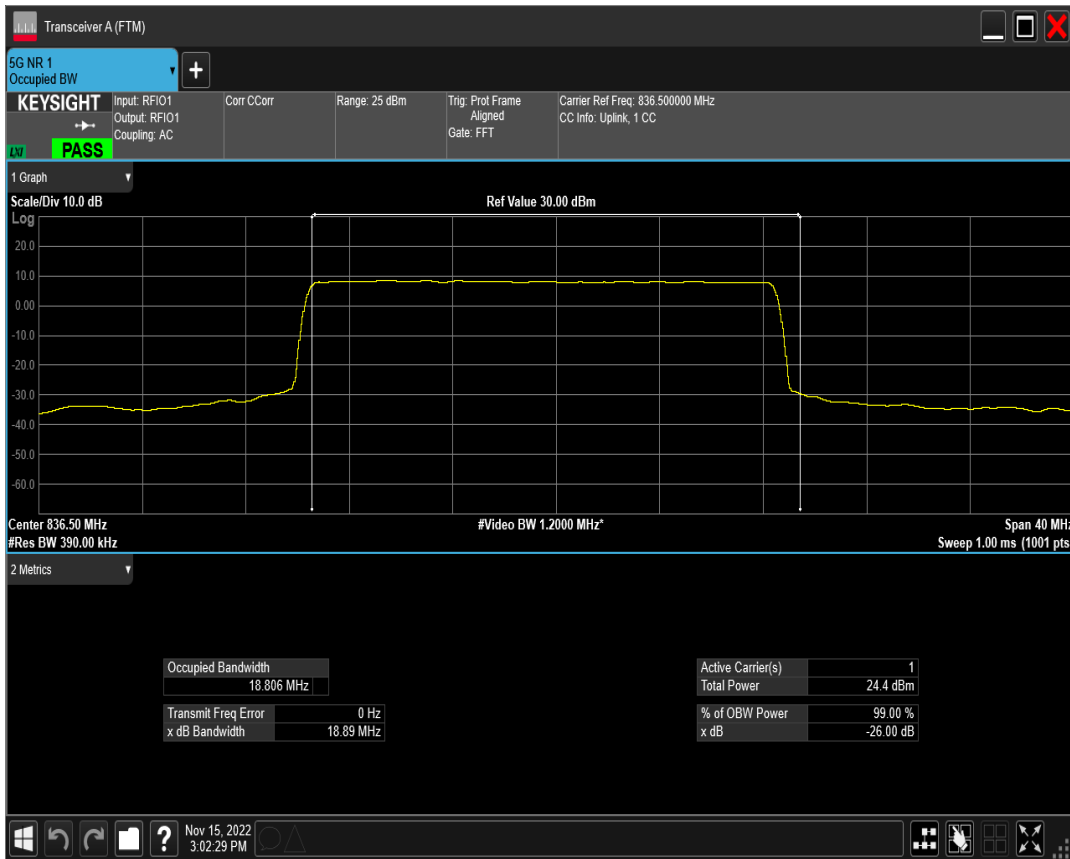 Transceiver A (FTM)
5G NR 1
Occupied BW
+
KEYSIGHT
LXI
PASS
Input: RFIO1
Output: RFIO1
Coupling: AC
Corr CCorr
Range: 25 dBm
Trig: Prot Frame
Aligned
Gate: FFT
Carrier Ref Freq: 836.500000 MHz
CC Info: Uplink, 1 CC
1 Graph
Scale/Div 10.0 dB
Ref Value 30.00 dBm
Log
20.0
10.0
0.00
-10.0
-20.0
-30.0
-40.0
-50.0
-60.0
Center 836.50 MHz
#Video BW 1.2000 MHz*
Span 40 MHz
#Res BW 390.00 kHz
Sweep 1.00 ms (1001 pts
2 Metrics
Occupied Bandwidth
18.806 MHz
Transmit Freq Error 0 Hz
x dB Bandwidth 18.89 MHz
Active Carrier(s) 1
Total Power 24.4 dBm
% of OBW Power 99.00 %
x dB -26.00 dB
?
Nov 15, 2022
3:02:29 PM